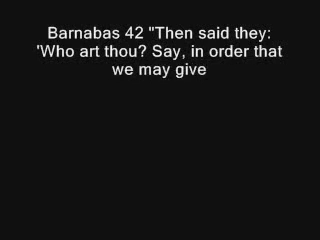 Barnabas 42 "Then said they:
'Who art thou? Say, in order that
we may give